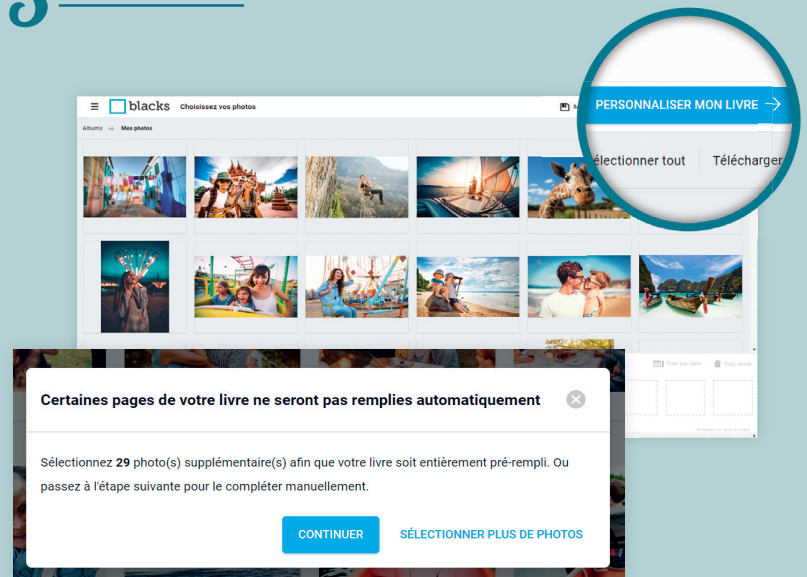 3
blacks Choisissez vos photos
PERSONNALISER MON LIVRE →
Albums → Mes photos
électionner tout Télécharger
Trier par date Tout retirer
Certaines pages de votre livre ne seront pas remplies automatiquement
Sélectionnez 29 photo(s) supplémentaire(s) afin que votre livre soit entièrement pré-rempli. Ou
passez à l'étape suivante pour le compléter manuellement.
CONTINUER SÉLECTIONNER PLUS DE PHOTOS